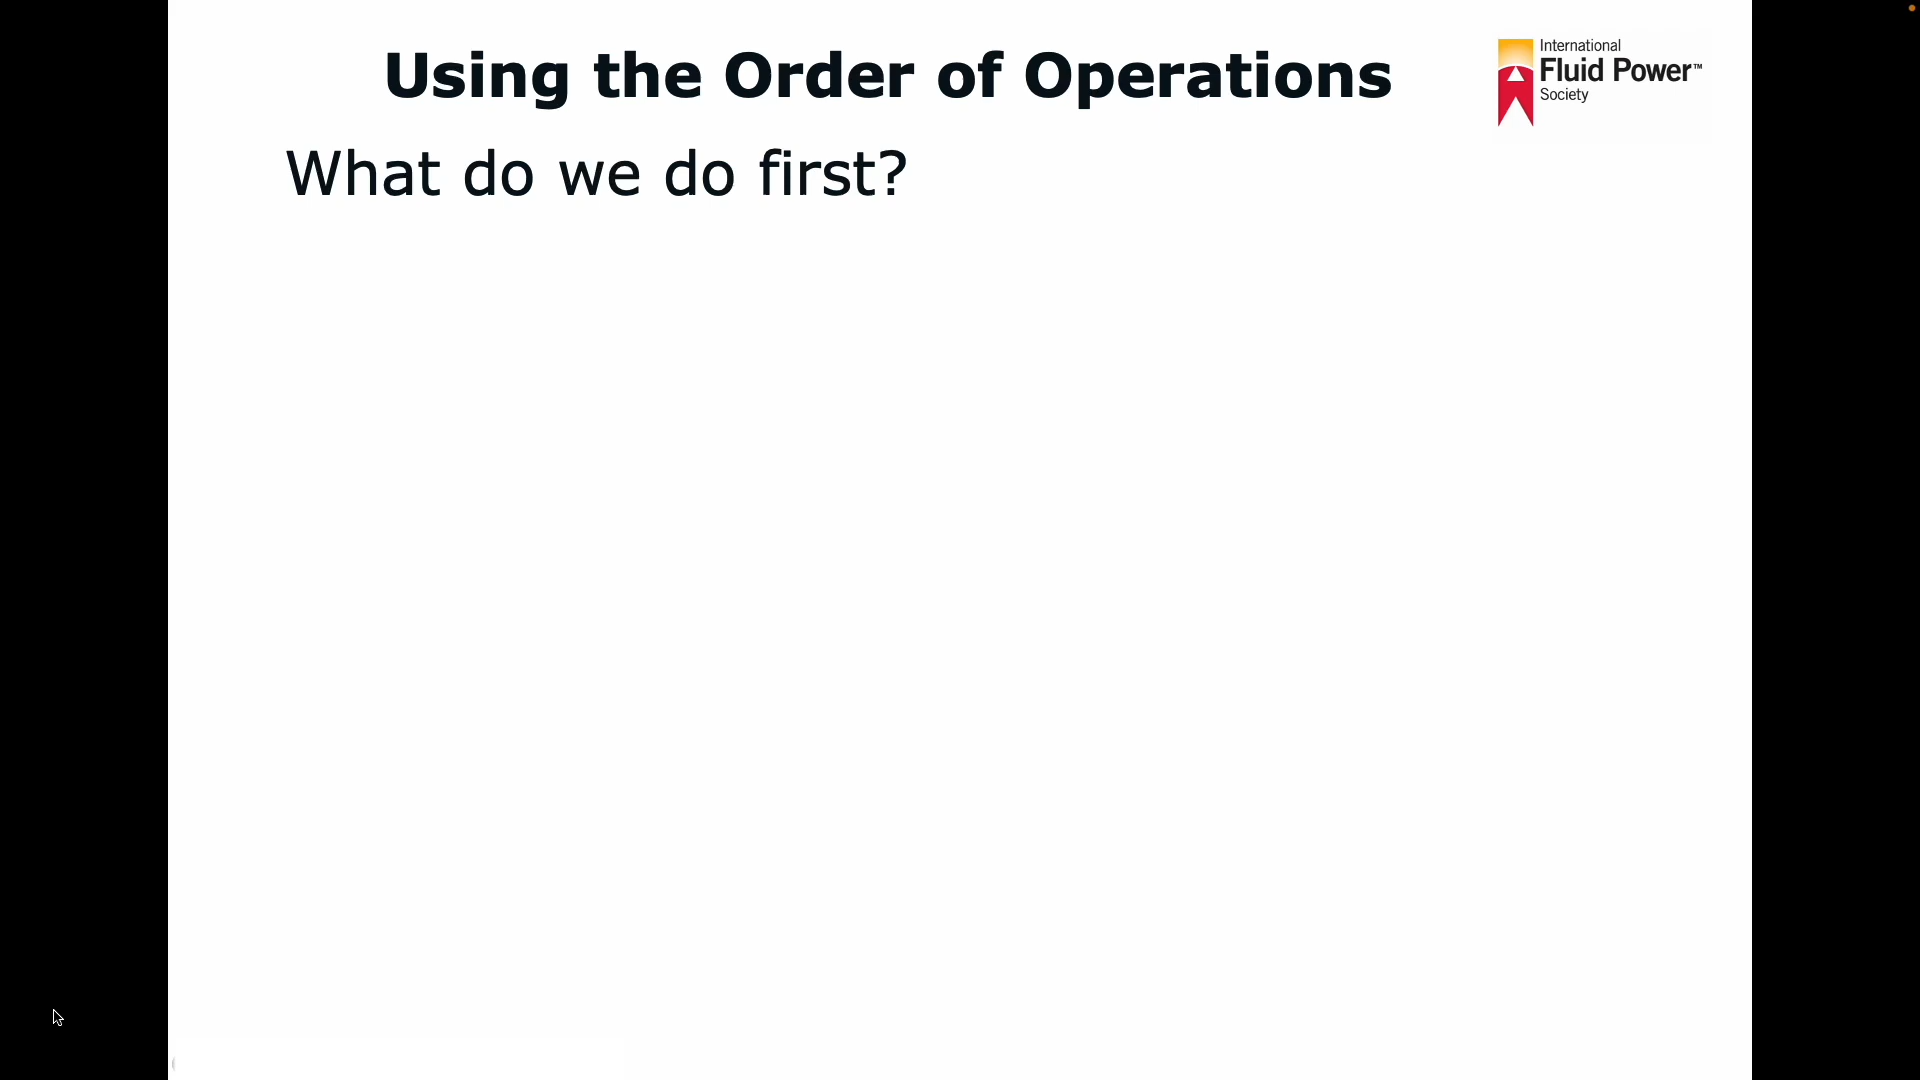 Using the Order of Operations
International
Fluid Power™
Society
What do we do first?